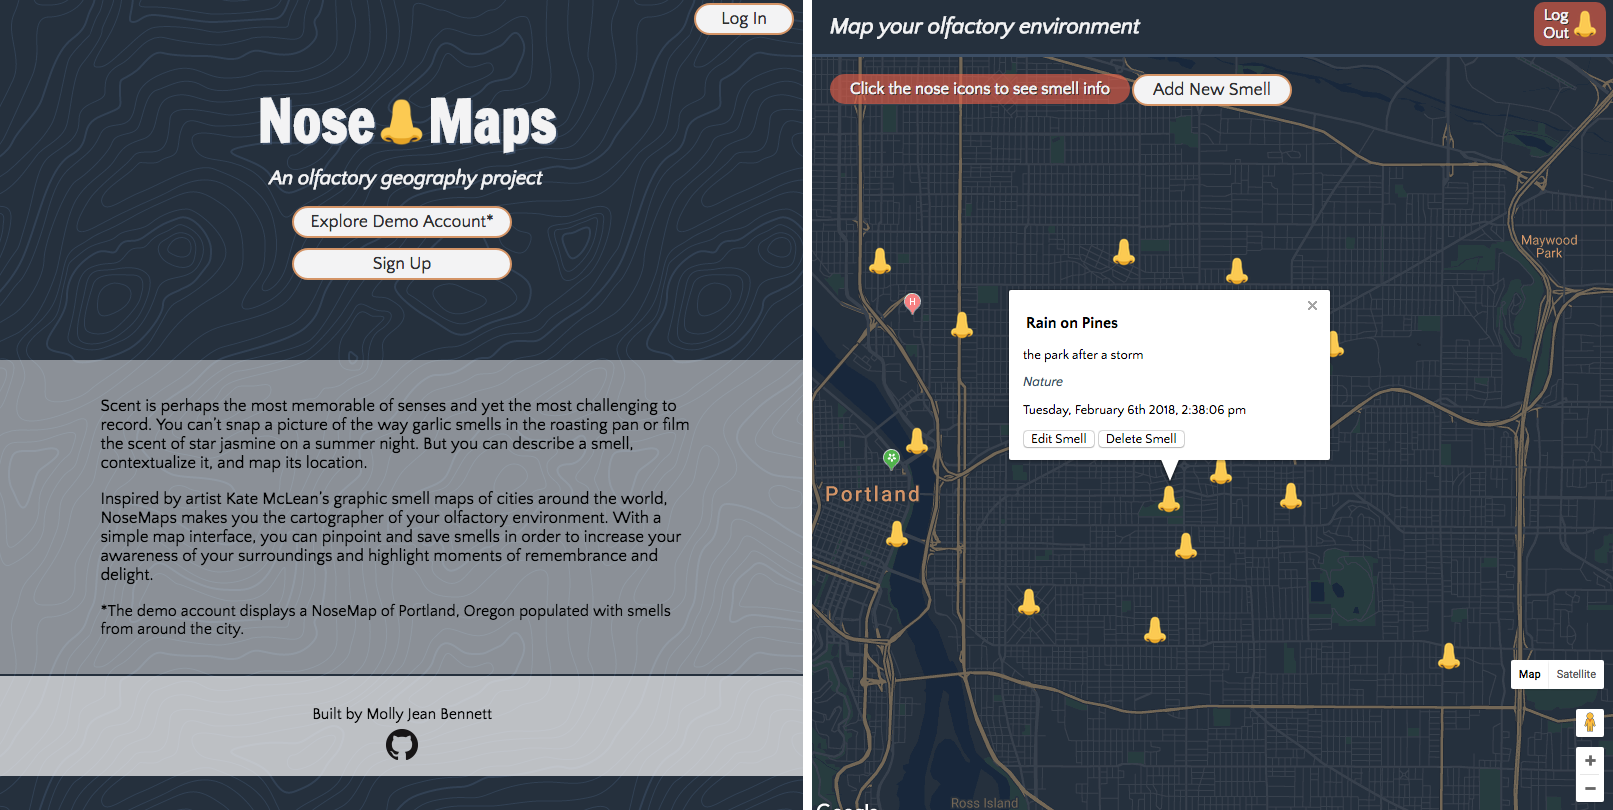 Log In
Nose Maps
An olfactory geography project
Explore Demo Account*
Sign Up
Scent is perhaps the most memorable of senses and yet the most challenging to
record. You can't snap a picture of the way garlic smells in the roasting pan or film
the scent of star jasmine on a summer night. But you can describe a smell,
contextualize it, and map its location.
Inspired by artist Kate McLean's graphic smell maps of cities around the world,
NoseMaps makes you the cartographer of your olfactory environment. With a
simple map interface, you can pinpoint and save smells in order to increase your
awareness of your surroundings and highlight moments of remembrance and
delight.
*The demo account displays a NoseMap of Portland, Oregon populated with smells
from around the city.
Built by Molly Jean Bennett
Map your olfactory environment
Log
Out
Click the nose icons to see smell info
Add New Smell
Maywood
Park
H
Rain on Pines
the park after a storm
Nature
Tuesday, February 6th 2018, 2:38:06 pm
Edit Smell Delete Smell
Portland
Map Satellite
Ross Island
Google